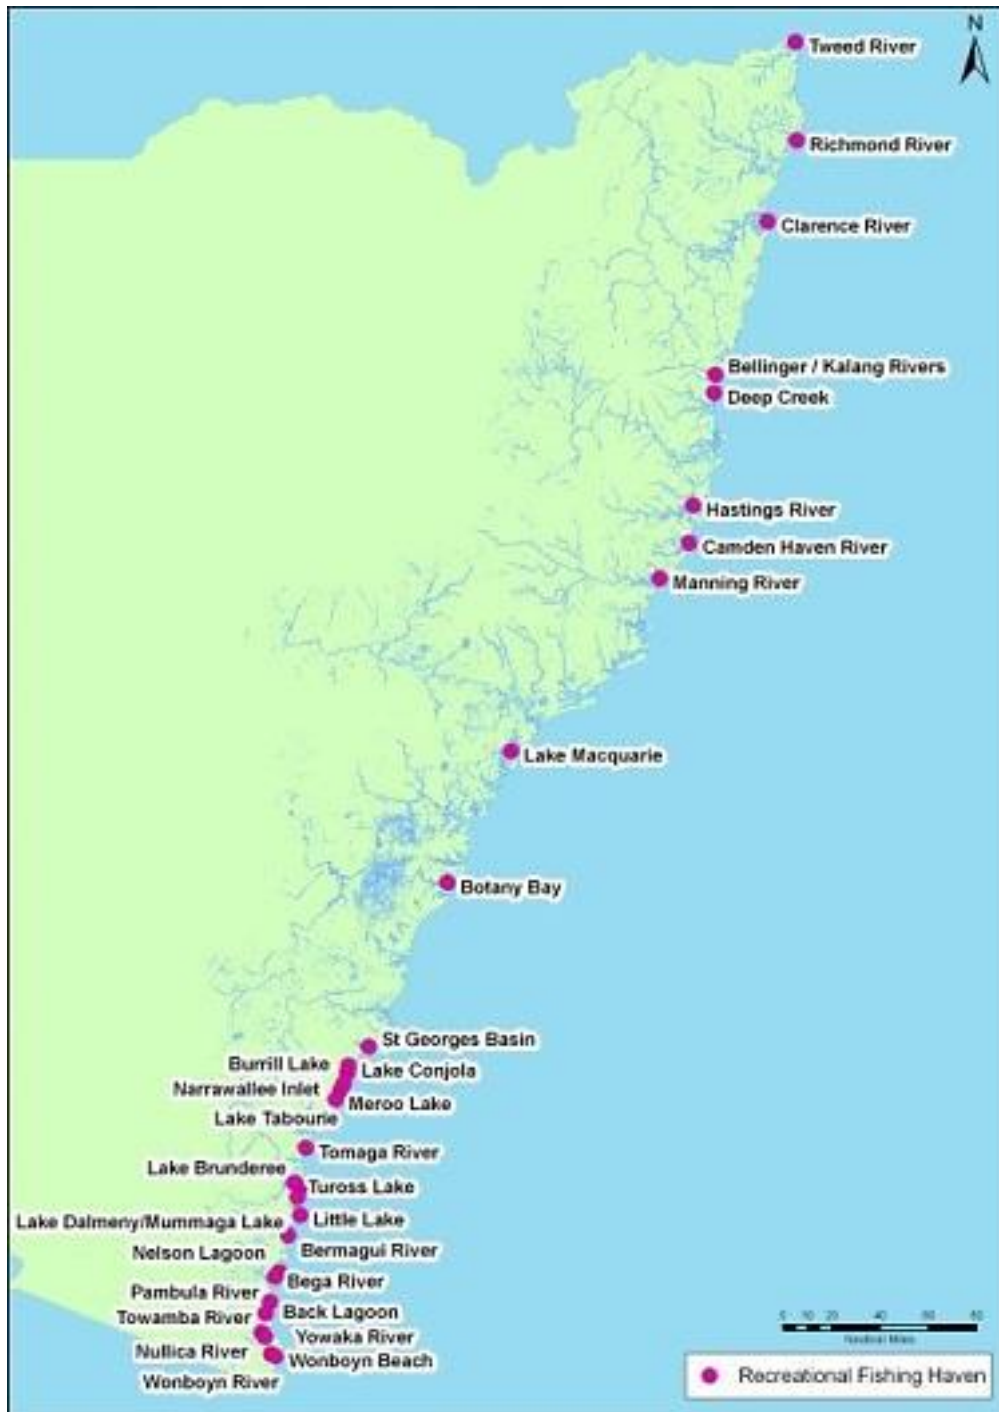 N
Tweed River
Richmond River
Clarence River
Bellinger / Kalang Rivers
Deep Creek
Hastings River
Camden Haven River
Manning River
Lake Macquarie
Botany Bay
St Georges Basin
Burrill Lake
Lake Conjola
Narrawallee Inlet
Meroo Lake
Lake Tabourie
Tomaga River
Lake Brunderee
Tuross Lake
Lake Dalmeny/Mummaga Lake
Little Lake
Nelson Lagoon
Bermagui River
Bega River
Pambula River
Back Lagoon
Towamba River
Yowaka River
Nullica River
Wonboyn Beach
Wonboyn River
0 10 20 40 60 80
Nautical Miles
Recreational Fishing Haven